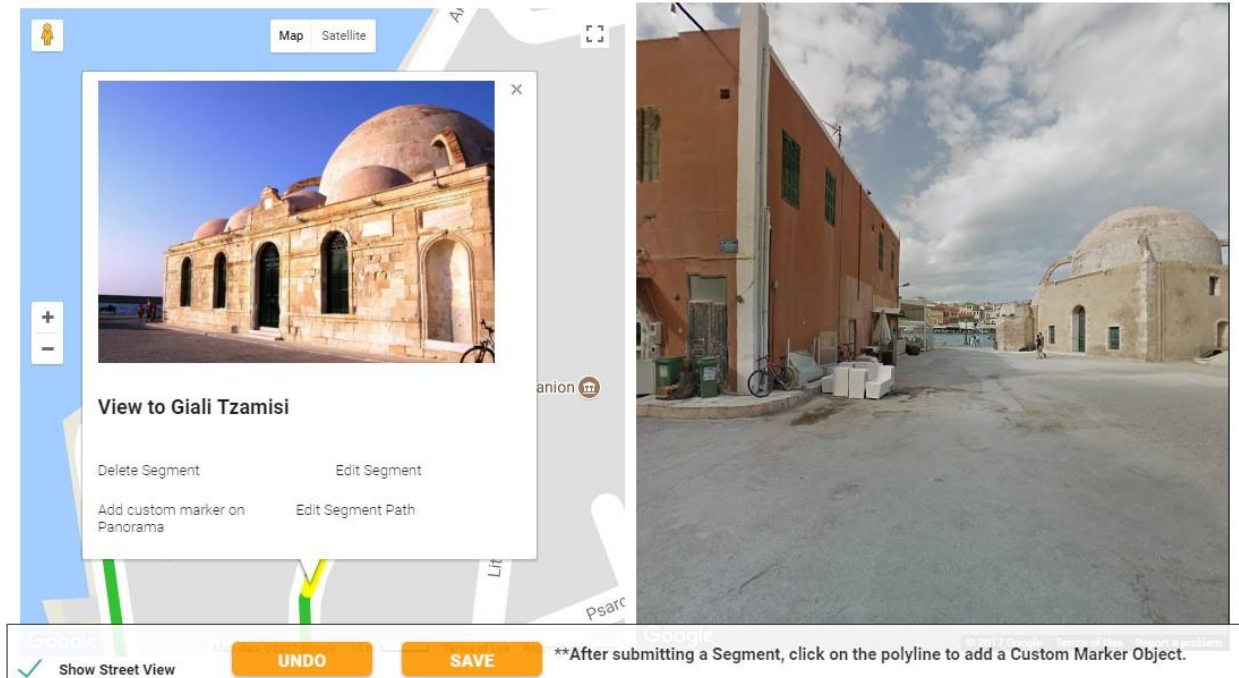 Map Satellite
×
anion
View to Giali Tzamisi
Delete Segment Edit Segment
Add custom marker on Edit Segment Path
Panorama
Lit
Psaro
Google
Google
© 2017 Google Terms of Use Report a problem
Show Street View
UNDO
SAVE
**After submitting a Segment, click on the polyline to add a Custom Marker Object.